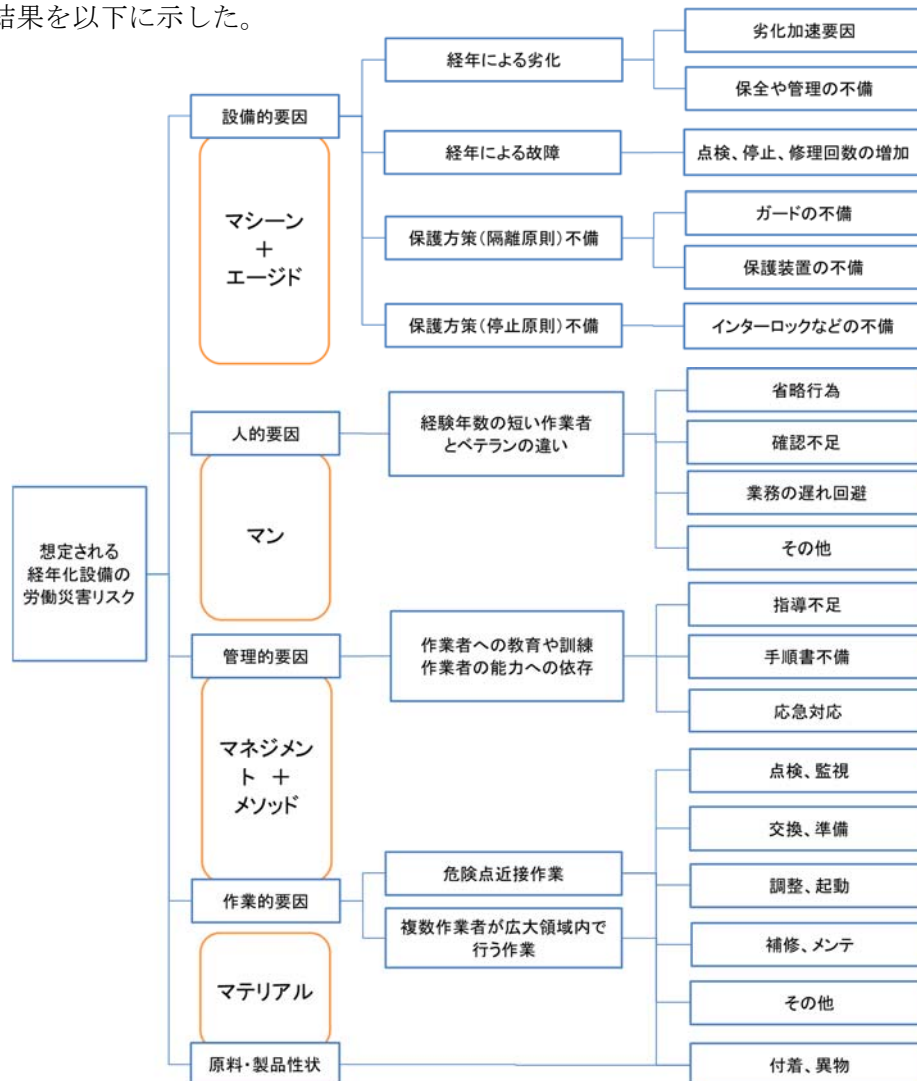 結果を以下に示した。
劣化加速要因
経年による劣化
保全や管理の不備
設備的要因
経年による故障
点検、停止、修理回数の増加
マシーン
+
エージド
ガードの不備
保護方策(隔離原則)不備
保護装置の不備
保護方策(停止原則)不備
インターロックなどの不備
省略行為
人的要因
経験年数の短い作業者
とベテランの違い
確認不足
業務の遅れ回避
マン
その他
想定される
経年化設備の
労働災害リスク
指導不足
管理的要因
作業者への教育や訓練
作業者の能力への依存
手順書不備
応急対応
マネジメン
ト +
メソッド
点検、監視
交換、準備
危険点近接作業
調整、起動
作業的要因
複数作業者が広大領域内で
行う作業
補修、メンテ
マテリアル
その他
原料・製品性状
付着、異物